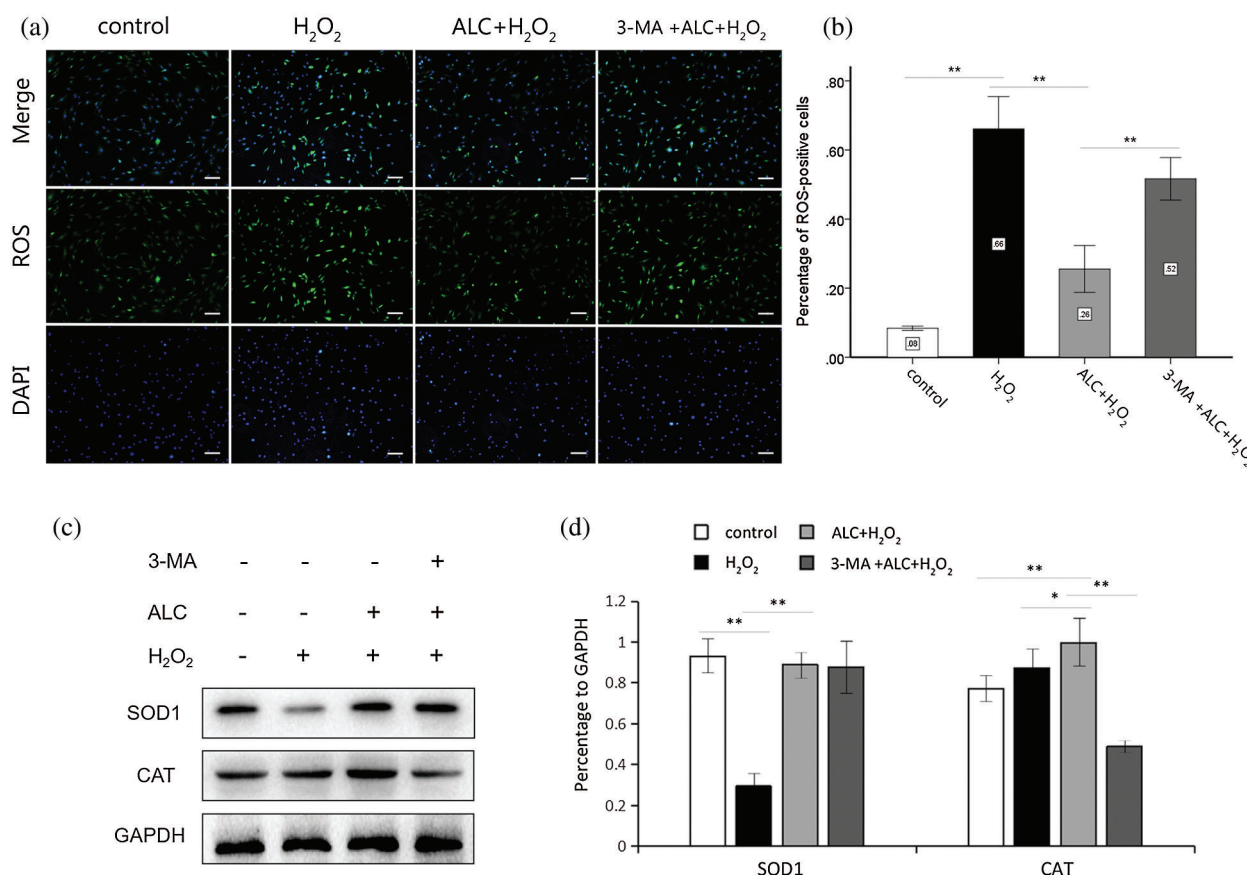 (a)
control
H₂O₂
ALC+H₂O₂
3-MA +ALC+H₂O₂
Merge
ROS
DAPI
(b)
** ** **
Percentage of ROS-positive cells
.80
.60
.40
.20
.00
.08
.66
.26
.52
control
H₂O₂
ALC+H₂O₂
3-MA +ALC+H₂O₂
(c)
3-MA - - - +
ALC - - + +
H₂O₂ - + + +
SOD1
CAT
GAPDH
(d)
control
ALC+H₂O₂
H₂O₂
3-MA +ALC+H₂O₂
** ** ** * **
Percentage to GAPDH
1.2
1
0.8
0.6
0.4
0.2
0
SOD1
CAT